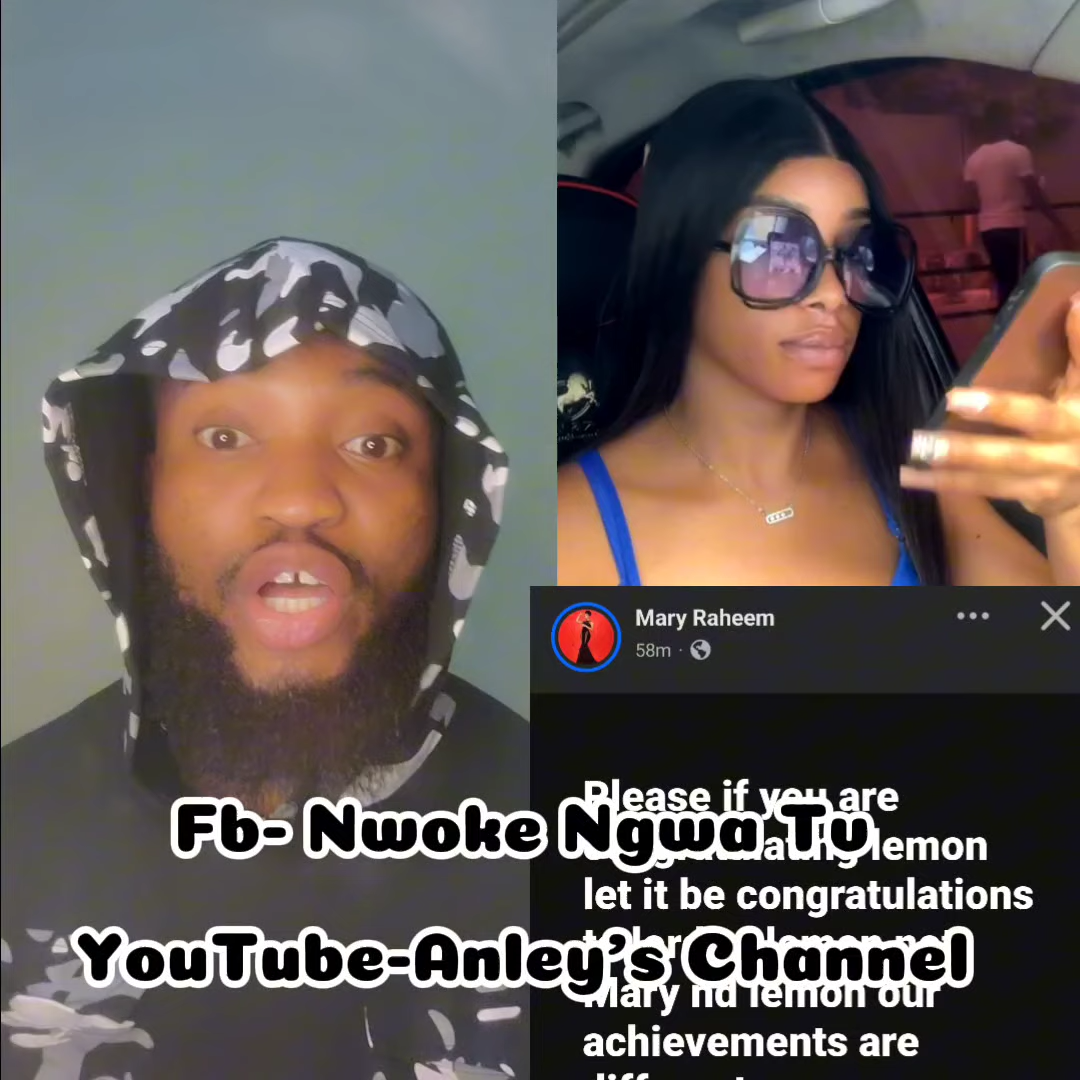 Mary Raheem
58m ·
Please if you are
lemon
let it be congratulations
Mary nd lemon our
achievements are
Fb- Nwoke Ngwa Tv
YouTube-Anley's Channel